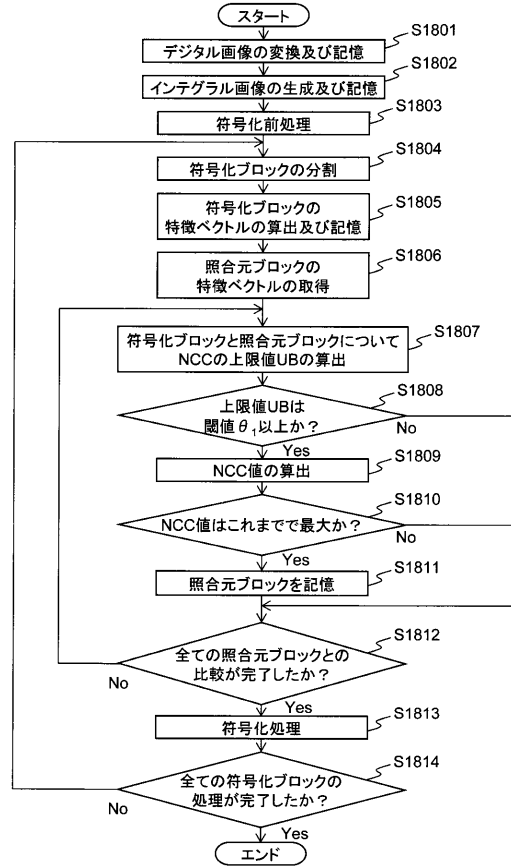 スタート
S1801
デジタル画像の変換及び記憶
S1802
インテグラル画像の生成及び記憶
S1803
符号化前処理
S1804
符号化ブロックの分割
S1805
符号化ブロックの
特徴ベクトルの算出及び記憶
S1806
照合元ブロックの
特徴ベクトルの取得
S1807
符号化ブロックと照合元ブロックについて
NCCの上限値UBの算出
S1808
上限値UBは
閾値θ₁以上か?
No
Yes
S1809
NCC値の算出
S1810
NCC値はこれまでで最大か?
No
Yes
S1811
照合元ブロックを記憶
S1812
全ての照合元ブロックとの
比較が完了したか?
No
Yes
S1813
符号化処理
S1814
全ての符号化ブロックの
処理が完了したか?
No
Yes
エンド